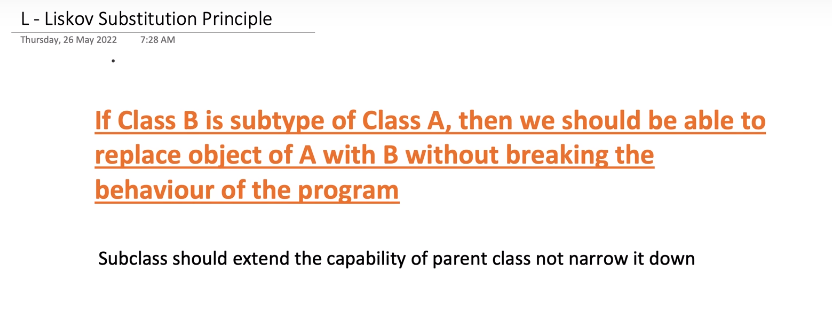 L - Liskov Substitution Principle
Thursday, 26 May 2022 7:28 AM
If Class B is subtype of Class A, then we should be able to
replace object of A with B without breaking the
behaviour of the program
Subclass should extend the capability of parent class not narrow it down